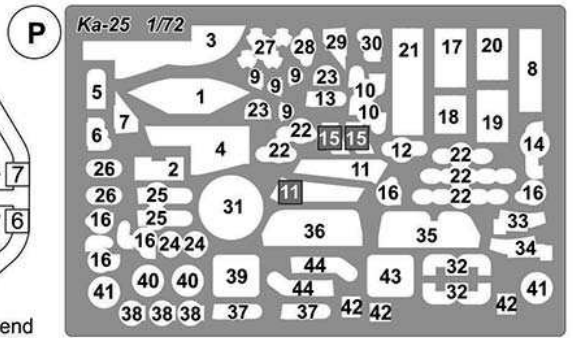 P
Ka-25 1/72
3 27 28 29 30 21 17 20 8
5 1 9 9 9 23 10
7 23 9 13 10 18 19
6 4 22 15 15 12 14
22 22
26 2 11 22
26 25 31 11 16 22 16
16 25 36 35 33
16 24 24 34
16 44 32
41 40 40 39 44 43 32 41
38 38 38 37 37 42 42 42
7
6
end